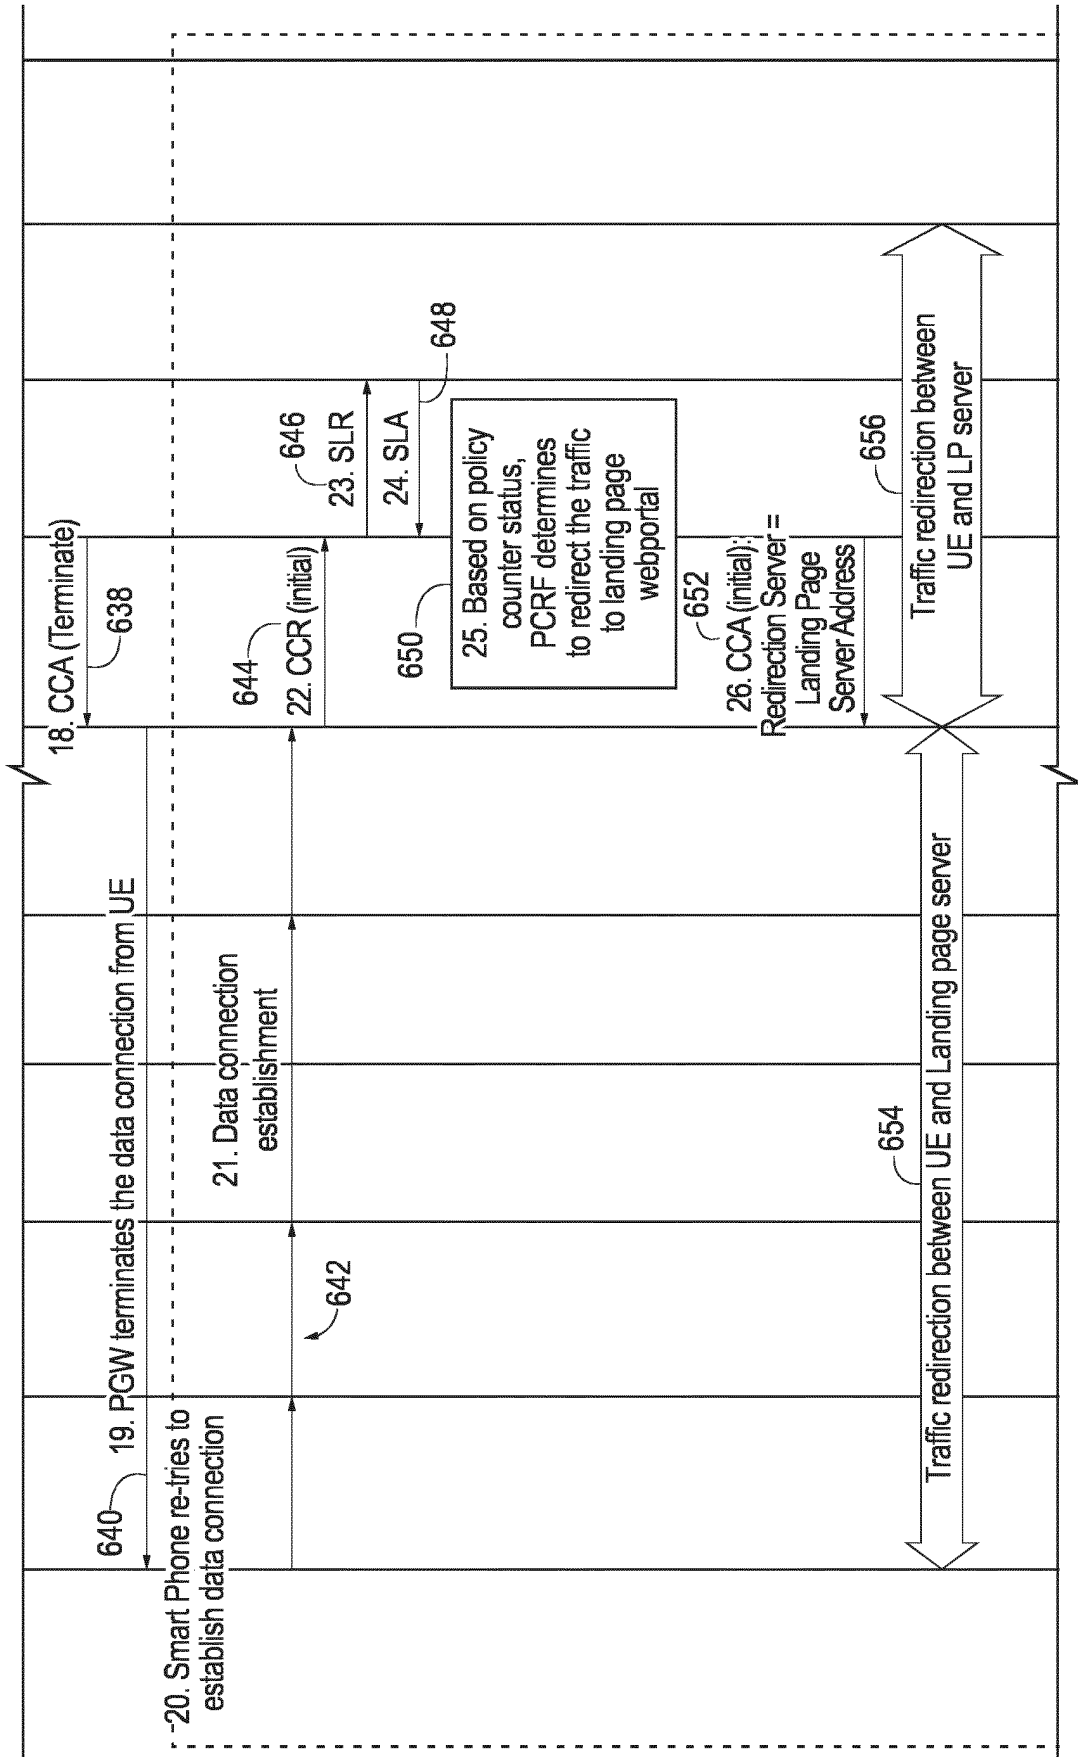 18. CCA (Terminate)
638
19. PGW terminates the data connection from UE
640
20. Smart Phone re-tries to
establish data connection
21. Data connection
establishment
642
644
22. CCR (initial)
646
23. SLR
24. SLA
648
650
25. Based on policy
counter status,
PCRF determines
to redirect the traffic
to landing page
webportal
652
26. CCA (initial):
Redirection Server =
Landing Page
Server Address
654
Traffic redirection between UE and Landing page server
656
Traffic redirection between
UE and LP server